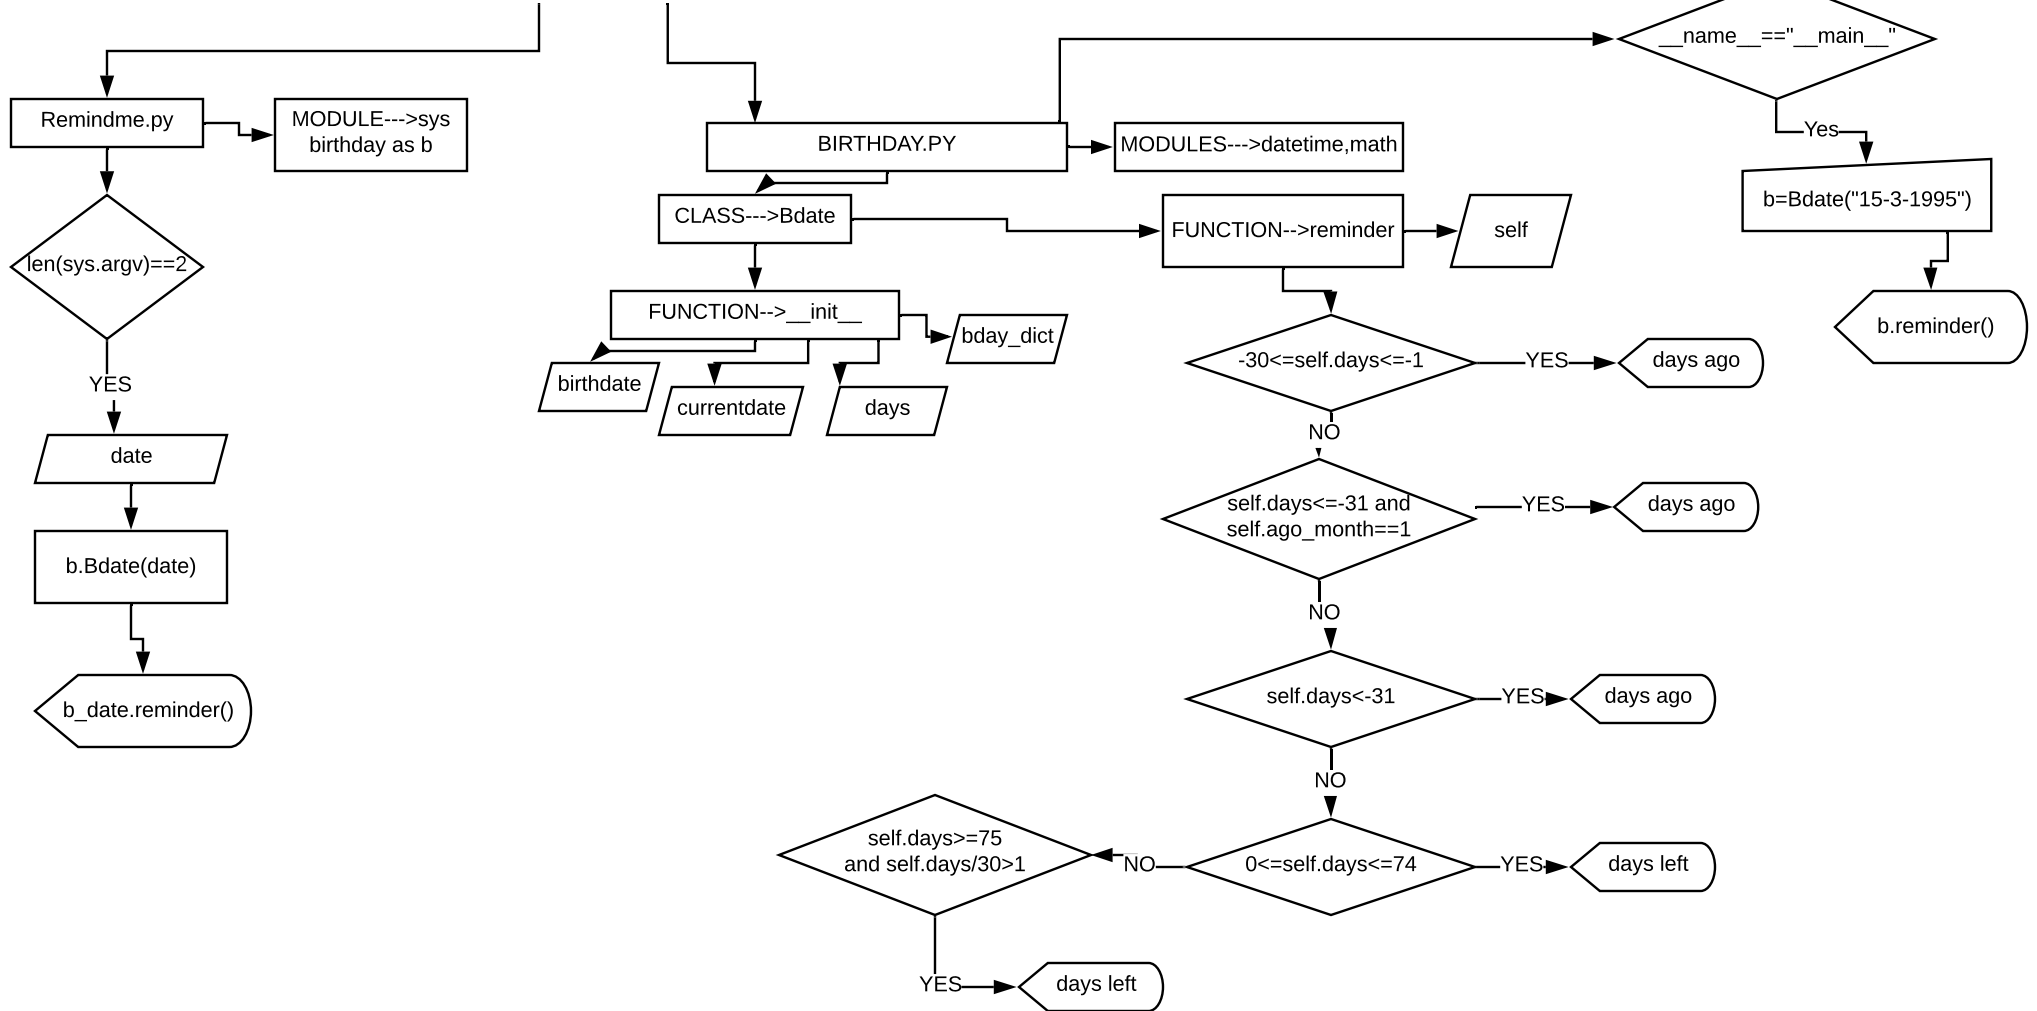 __name__=="__main__"
Remindme.py
MODULE--->sys
birthday as b
BIRTHDAY.PY
MODULES--->datetime,math
Yes
len(sys.argv)==2
CLASS--->Bdate
FUNCTION-->reminder
self
b=Bdate("15-3-1995")
FUNCTION-->__init__
bday_dict
birthdate
currentdate
days
-30<=self.days<=-1
YES
days ago
b.reminder()
YES
NO
date
self.days<=-31 and
self.ago_month==1
YES
days ago
b.Bdate(date)
NO
b_date.reminder()
self.days<-31
YES
days ago
NO
self.days>=75
and self.days/30>1
NO
0<=self.days<=74
YES
days left
YES
days left